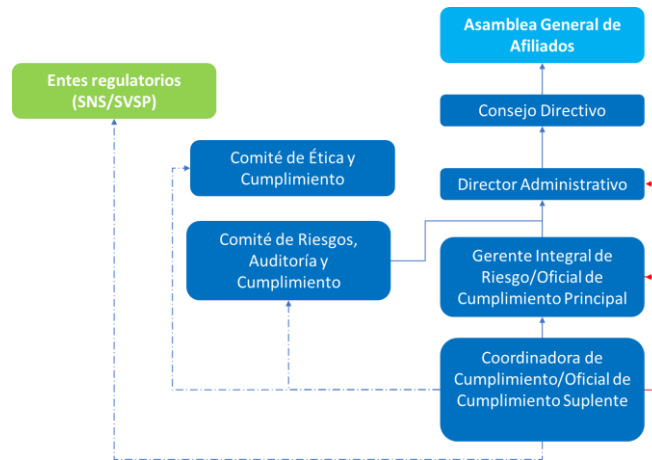 Asamblea General de
Afiliados
Entes regulatorios
(SNS/SVSP)
Consejo Directivo
Comité de Ética y
Cumplimiento
Director Administrativo
Comité de Riesgos,
Auditoría y
Cumplimiento
Gerente Integral de
Riesgo/Oficial de
Cumplimiento Principal
Coordinadora de
Cumplimiento/Oficial de
Cumplimiento Suplente